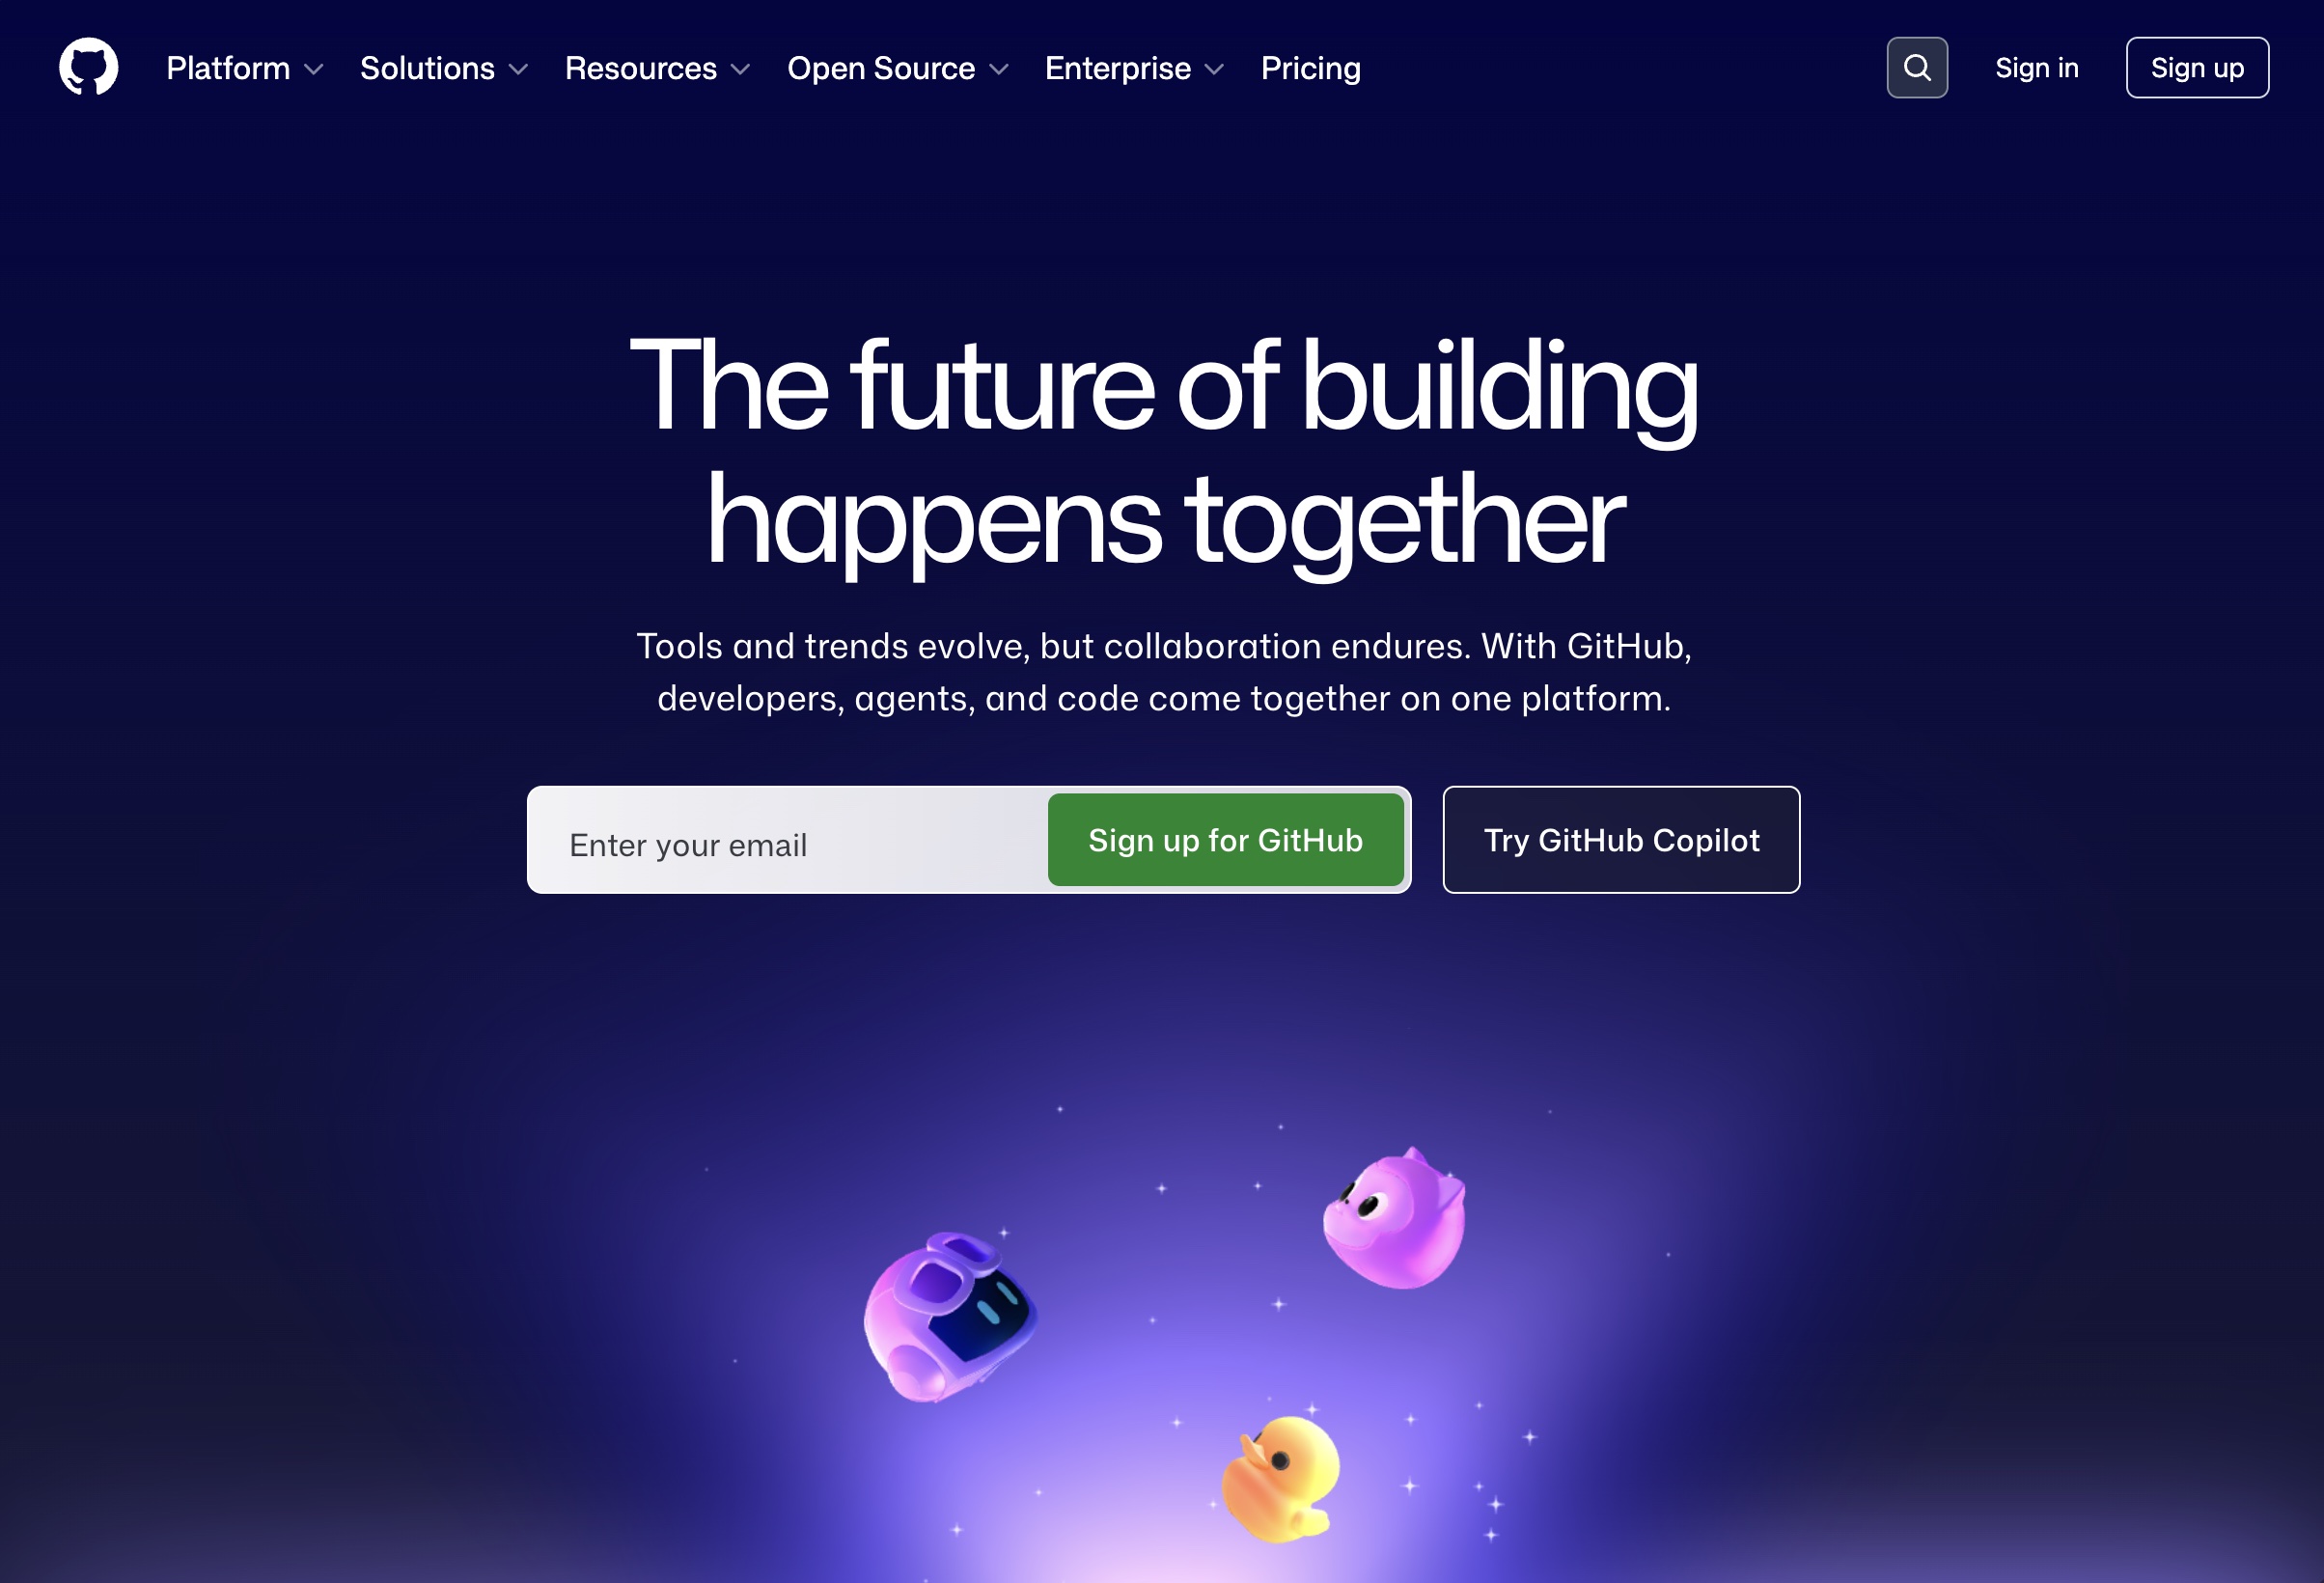 Platform Solutions Resources Open Source Enterprise Pricing Sign in Sign up
The future of building
happens together
Tools and trends evolve, but collaboration endures. With GitHub,
developers, agents, and code come together on one platform.
Enter your email Sign up for GitHub Try GitHub Copilot